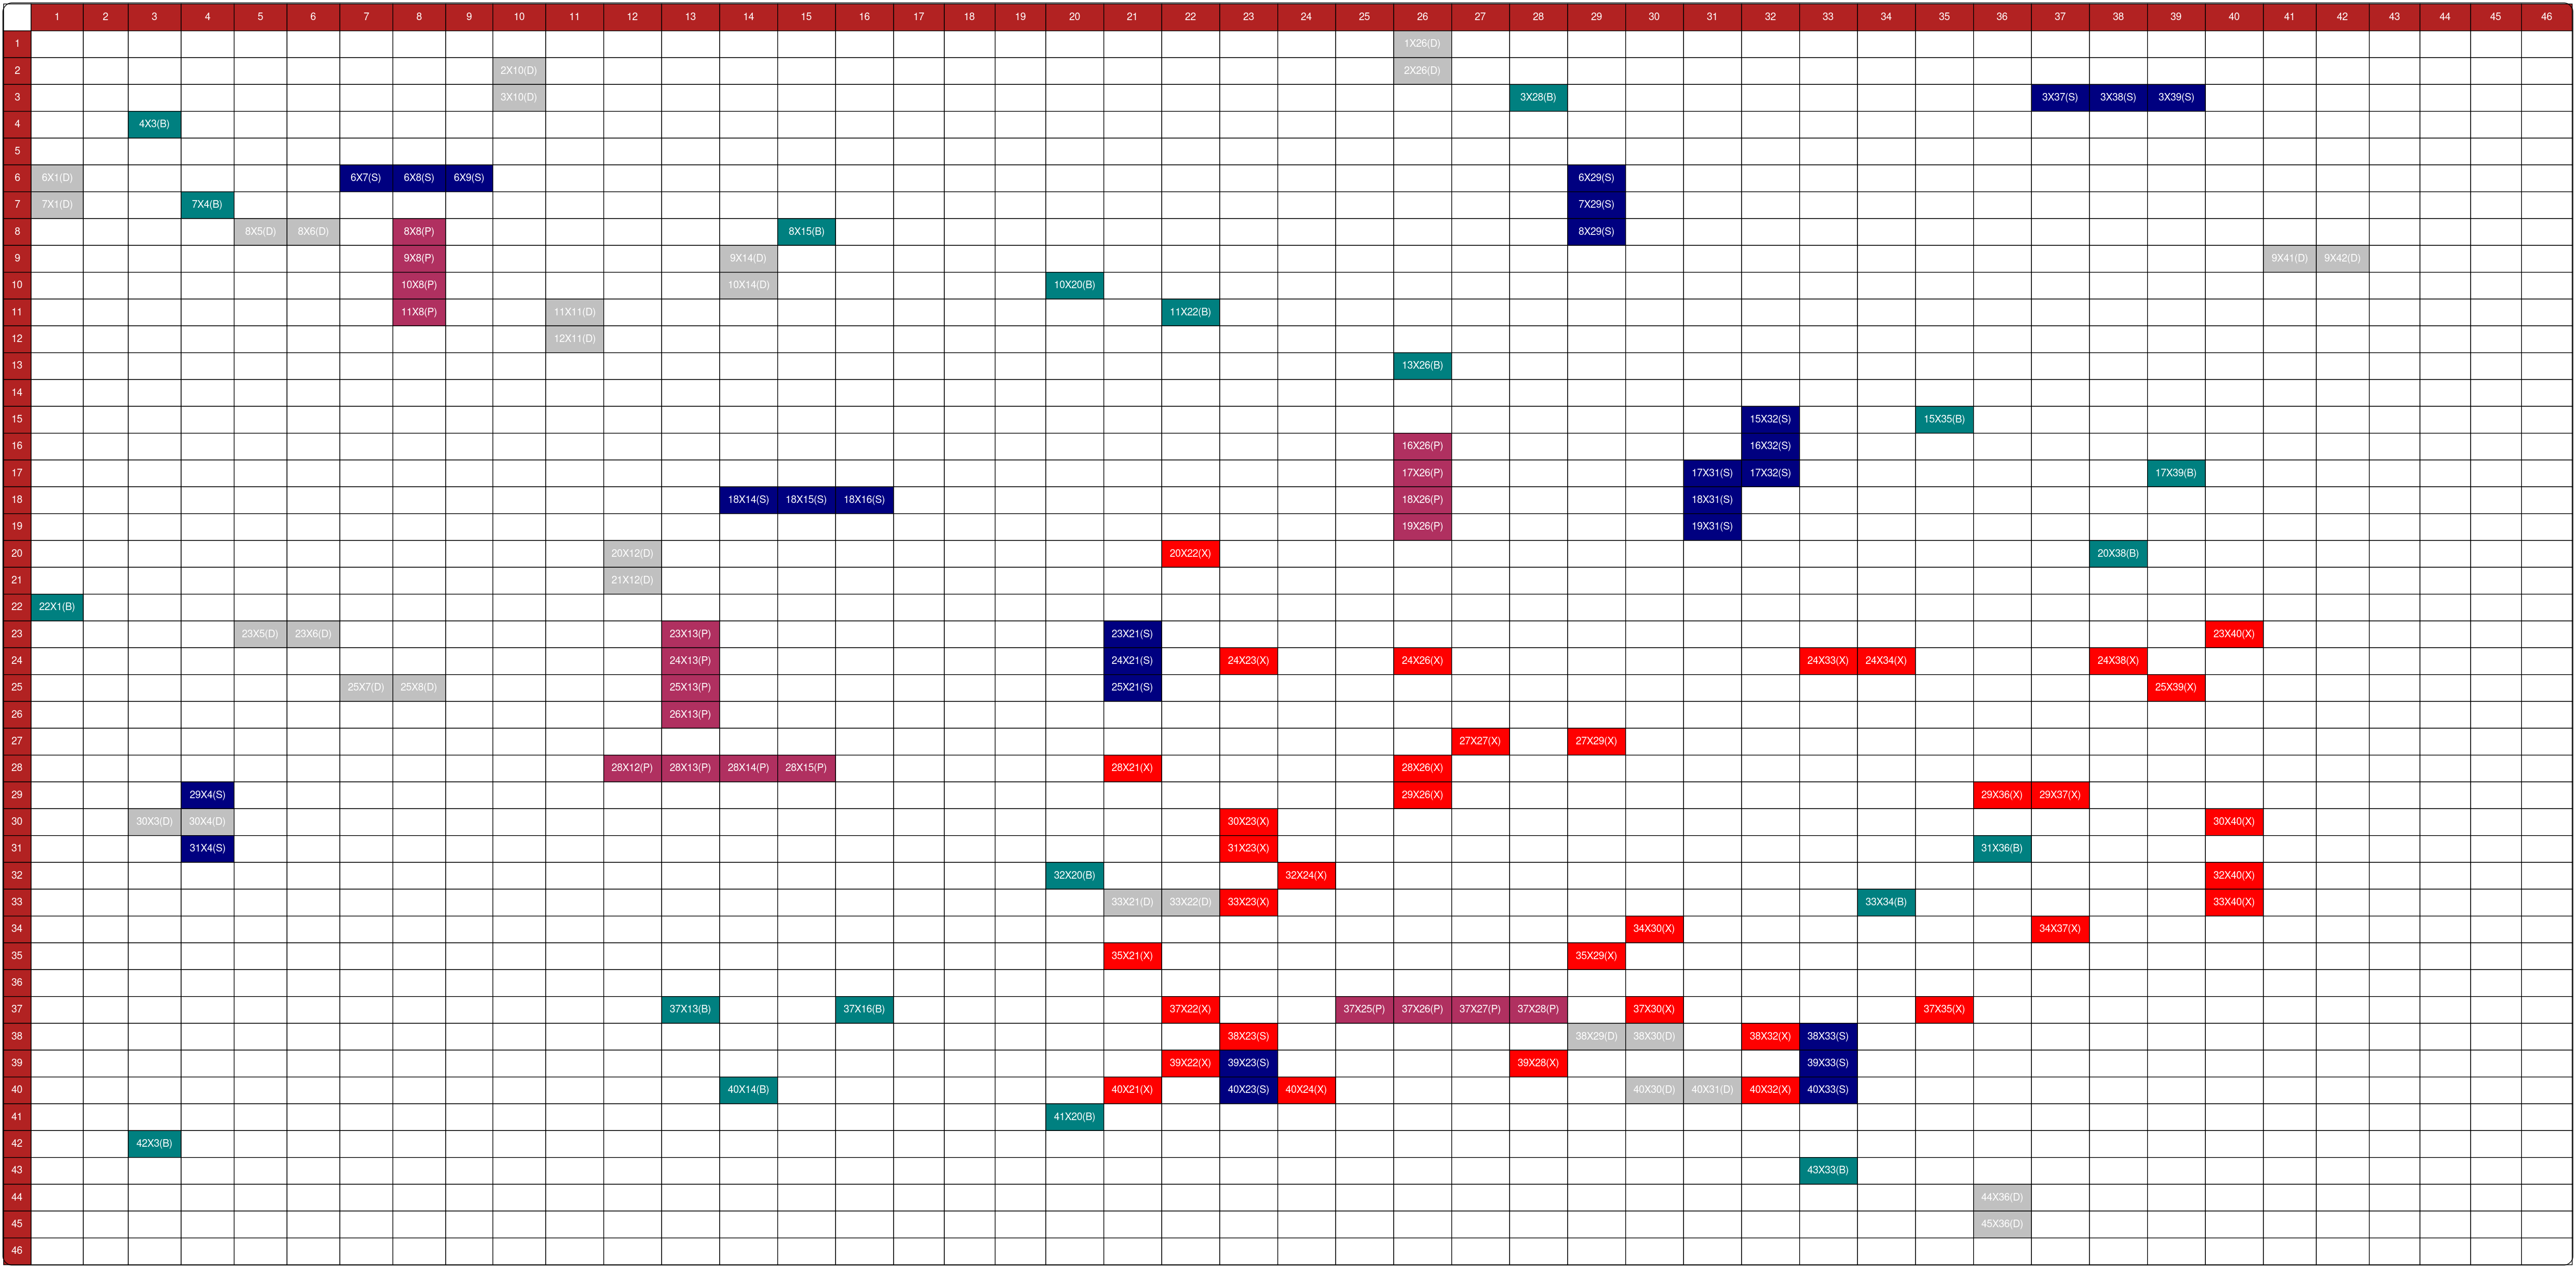 1 2 3 4 5 6 7 8 9 10 11 12 13 14 15 16 17 18 19 20 21 22 23 24 25 26 27 28 29 30 31 32 33 34 35 36 37 38 39 40 41 42 43 44 45 46
1 1X26(D)
2 2X10(D) 2X26(D)
3 3X10(D) 3X28(B) 3X37(S) 3X38(S) 3X39(S)
4 4X3(B)
5
6 6X1(D) 6X7(S) 6X8(S) 6X9(S) 6X29(S)
7 7X1(D) 7X4(B) 7X29(S)
8 8X5(D) 8X6(D) 8X8(P) 8X15(B) 8X29(S)
9 9X8(P) 9X14(D) 9X41(D) 9X42(D)
10 10X8(P) 10X14(D) 10X20(B)
11 11X8(P) 11X11(D) 11X22(B)
12 12X11(D)
13 13X26(B)
14
15 15X32(S) 15X35(B)
16 16X26(P) 16X32(S)
17 17X26(P) 17X31(S) 17X32(S) 17X39(B)
18 18X14(S) 18X15(S) 18X16(S) 18X26(P) 18X31(S)
19 19X26(P) 19X31(S)
20 20X12(D) 20X22(X) 20X38(B)
21 21X12(D)
22 22X1(B)
23 23X5(D) 23X6(D) 23X13(P) 23X21(S) 23X40(X)
24 24X13(P) 24X21(S) 24X23(X) 24X26(X) 24X33(X) 24X34(X) 24X38(X)
25 25X7(D) 25X8(D) 25X13(P) 25X21(S) 25X39(X)
26 26X13(P)
27 27X27(X) 27X29(X)
28 28X12(P) 28X13(P) 28X14(P) 28X15(P) 28X21(X) 28X26(X)
29 29X4(S) 29X26(X) 29X36(X) 29X37(X)
30 30X3(D) 30X4(D) 30X23(X) 30X40(X)
31 31X4(S) 31X23(X) 31X36(B)
32 32X20(B) 32X24(X) 32X40(X)
33 33X21(D) 33X22(D) 33X23(X) 33X34(B) 33X40(X)
34 34X30(X) 34X37(X)
35 35X21(X) 35X29(X)
36
37 37X13(B) 37X16(B) 37X22(X) 37X25(P) 37X26(P) 37X27(P) 37X28(P) 37X30(X) 37X35(X)
38 38X23(S) 38X29(D) 38X30(D) 38X32(X) 38X33(S)
39 39X22(X) 39X23(S) 39X28(X) 39X33(S)
40 40X14(B) 40X21(X) 40X23(S) 40X24(X) 40X30(D) 40X31(D) 40X32(X) 40X33(S)
41 41X20(B)
42 42X3(B)
43 43X33(B)
44 44X36(D)
45 45X36(D)
46